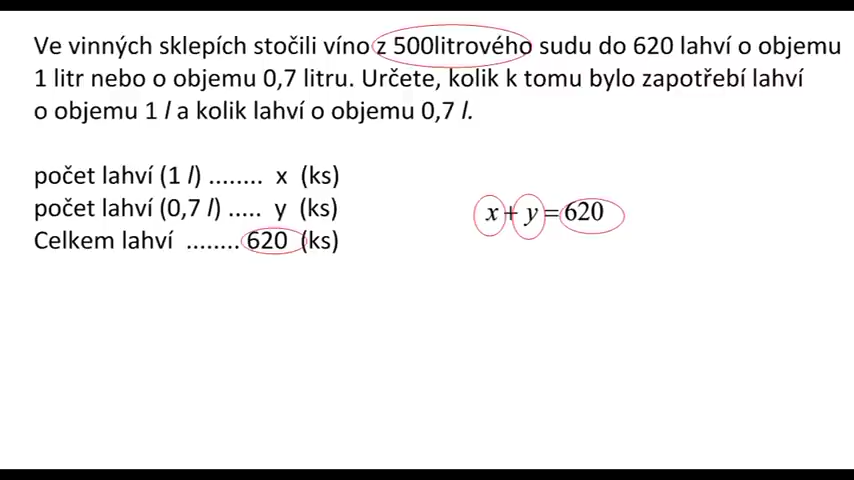 Ve vinných sklepích stočili víno z 500litrového sudu do 620 lahví o objemu
1 litr nebo o objemu 0,7 litru. Určete, kolik k tomu bylo zapotřebí lahví
o objemu 1 l a kolik lahví o objemu 0,7 l.
počet lahví (1 l) ........ x (ks)
počet lahví (0,7 l) ..... y (ks)
x + y = 620
Celkem lahví ........ 620 (ks)